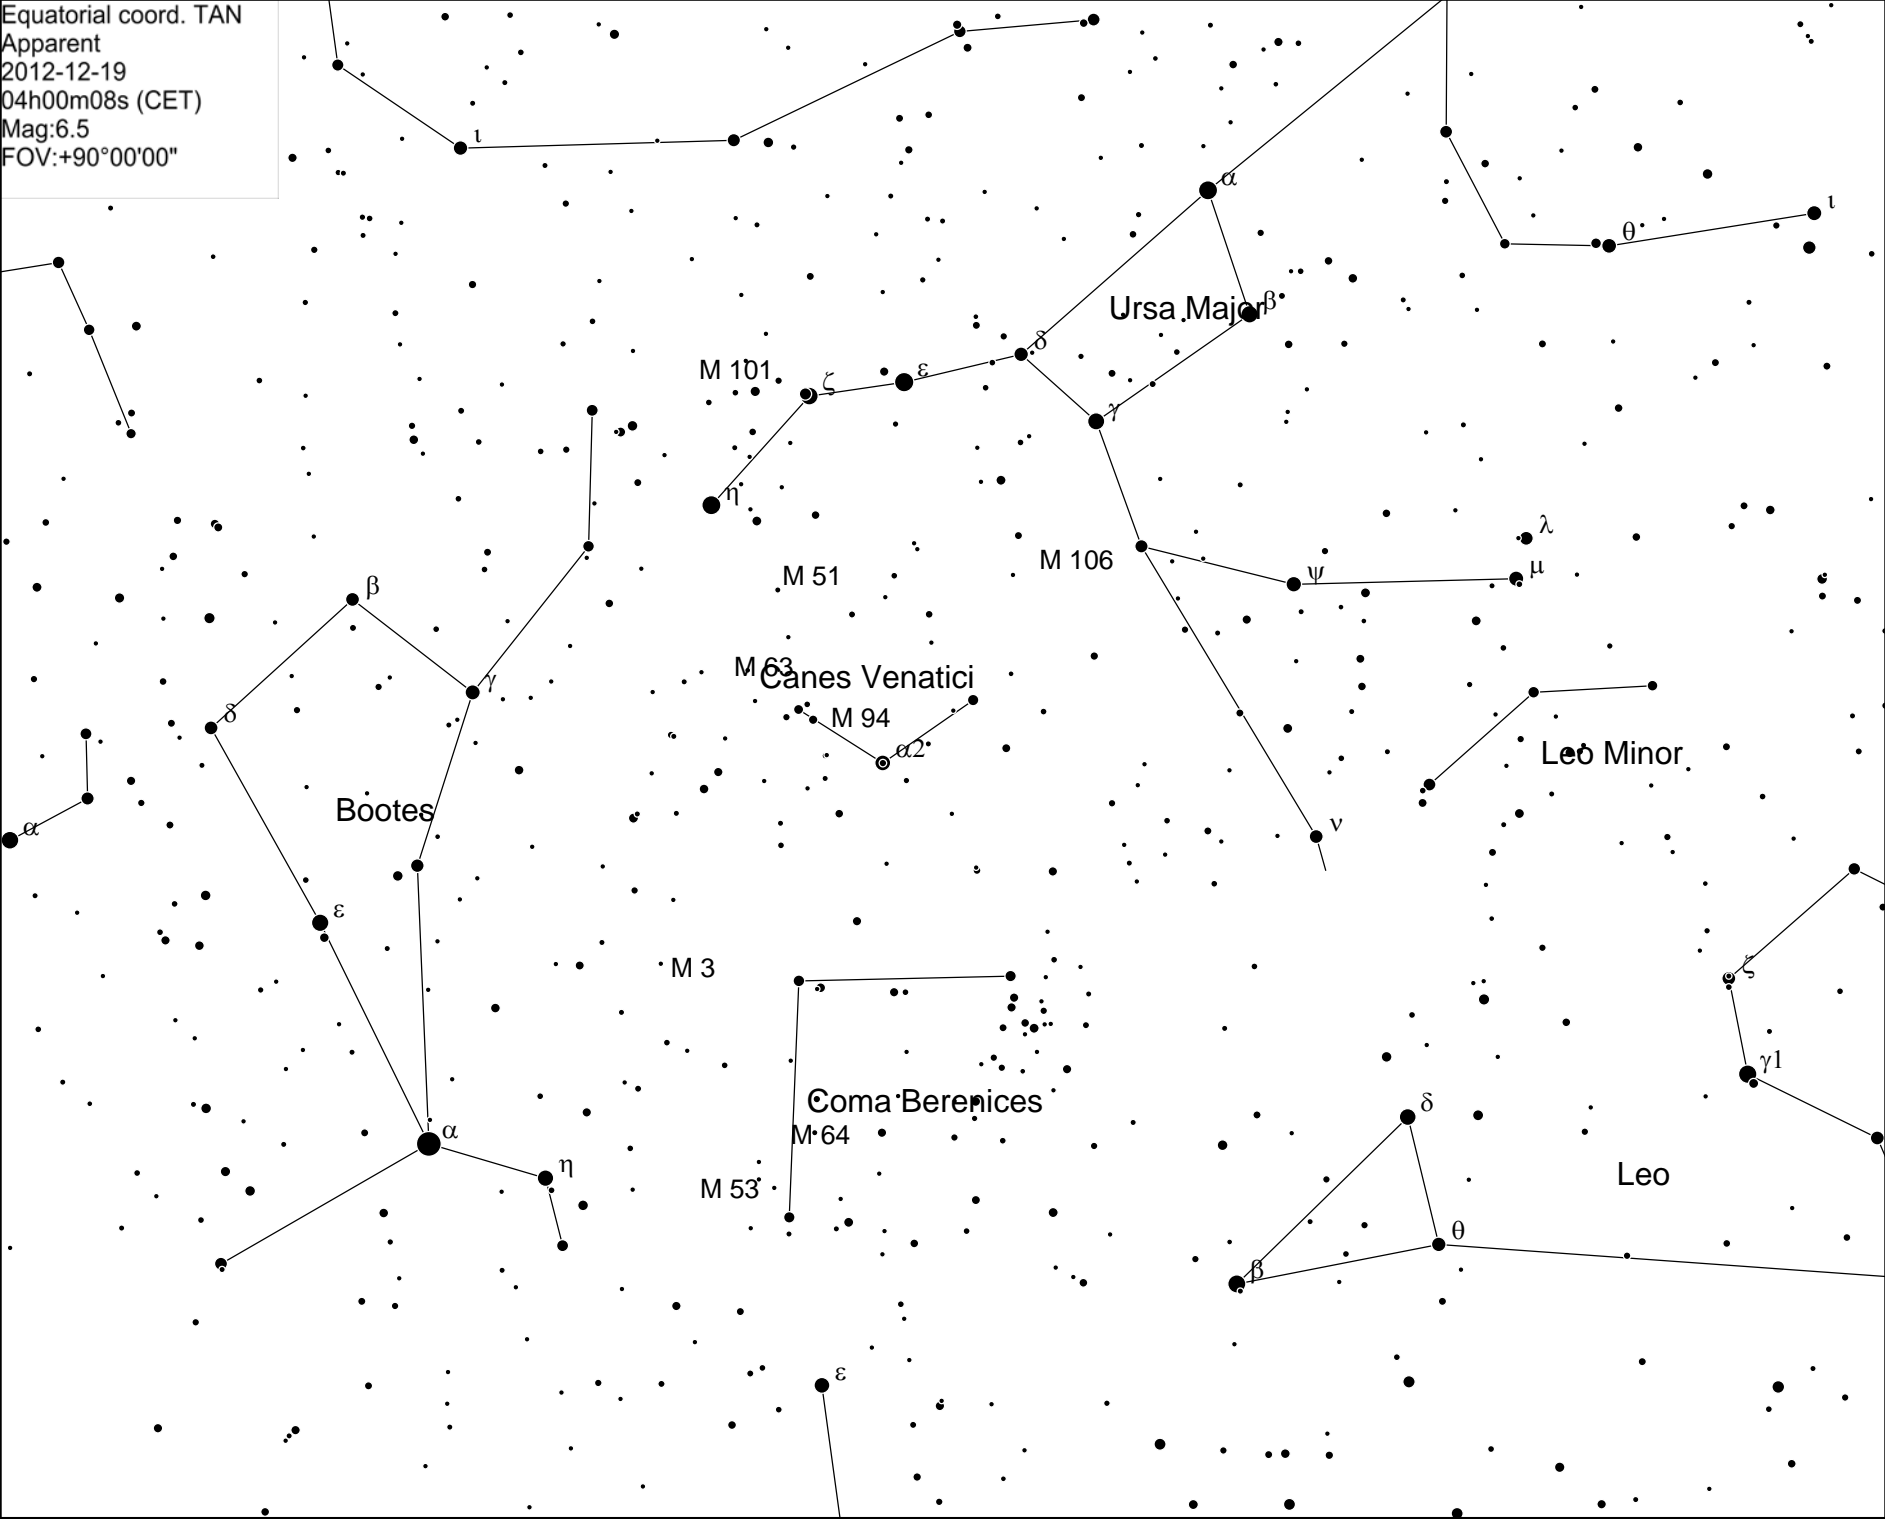 Equatorial coord. TAN
Apparent
2012-12-19
04h00m08s (CET)
Mag:6.5
FOV:+90°00'00"
ι
α
ι
θ
Ursa Major
β
δ
M 101
ζ
ε
γ
η
λ
M 106
M 51
ψ
μ
β
M 63
Canes Venatici
γ
δ
M 94
α2
Leo Minor
Bootes
α
ν
ε
M 3
ζ
γ1
Coma Berenices
δ
α
M 64
η
Leo
M 53
θ
β
ε